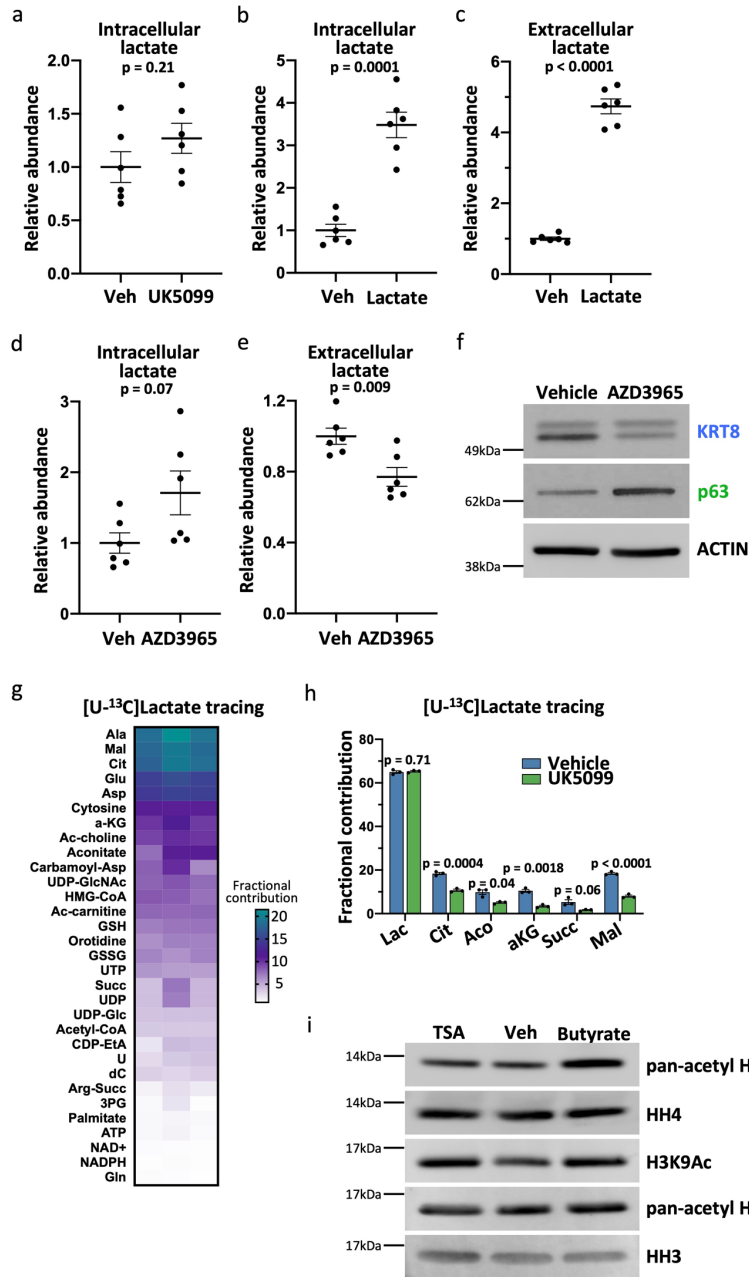 a
Intracellular
lactate
p = 0.21
Relative abundance
2.0
1.5
1.0
0.5
0.0
Veh UK5099
b
Intracellular
lactate
p = 0.0001
Relative abundance
5
4
3
2
1
0
Veh Lactate
c
Extracellular
lactate
p < 0.0001
Relative abundance
6
4
2
0
Veh Lactate
d
Intracellular
lactate
p = 0.07
Relative abundance
3
2
1
0
Veh AZD3965
e
Extracellular
lactate
p = 0.009
Relative abundance
1.2
0.8
0.4
0
Veh AZD3965
f
Vehicle AZD3965
49kDa
KRT8
62kDa
p63
38kDa
ACTIN
g
[U-¹³C]Lactate tracing
Ala
Mal
Cit
Glu
Asp
Cytosine
a-KG
Ac-choline
Aconitate
Carbamoyl-Asp
UDP-GlcNAc
HMG-CoA
Ac-carnitine
GSH
Orotidine
GSSG
UTP
Succ
UDP
UDP-Glc
Acetyl-CoA
CDP-EtA
U
dC
Arg-Succ
3PG
Palmitate
ATP
NAD+
NADPH
Gln
Fractional
contribution
20
15
10
5
h
[U-¹³C]Lactate tracing
Fractional contribution
80
60
40
20
0
Vehicle
UK5099
p = 0.71
p = 0.0004
p = 0.04
p = 0.0018
p = 0.06
p < 0.0001
Lac
Cit
Aco
aKG
Succ
Mal
i
TSA Veh Butyrate
14kDa
pan-acetyl H
14kDa
HH4
17kDa
H3K9Ac
17kDa
pan-acetyl H
17kDa
HH3